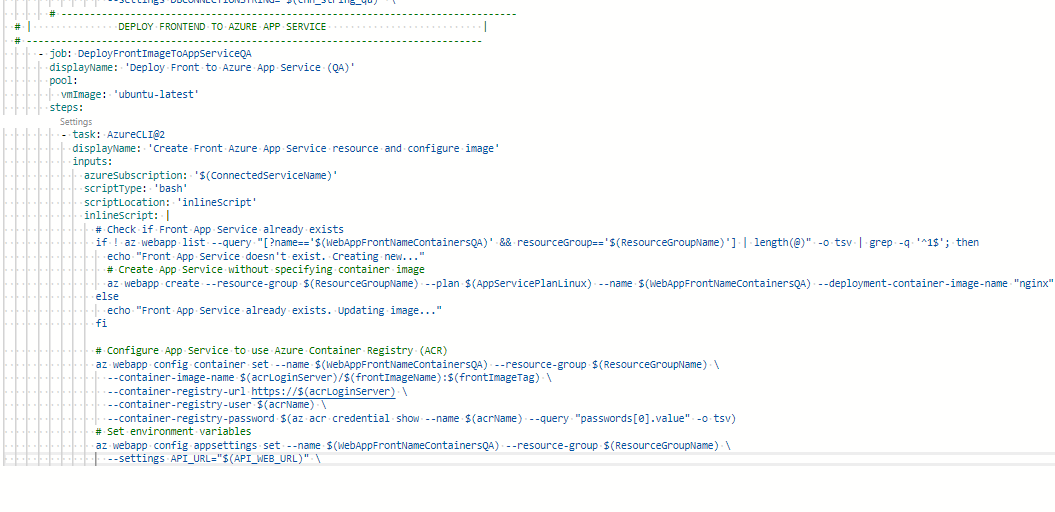 --settings DBCONNECTIONSTRING="$(cnn_string_qa)" \
# -----------------------------------------------------------------------------
# | DEPLOY FRONTEND TO AZURE APP SERVICE |
# -----------------------------------------------------------------------------
- job: DeployFrontImageToAppServiceQA
displayName: 'Deploy Front to Azure App Service (QA)'
pool:
vmImage: 'ubuntu-latest'
steps:
Settings
- task: AzureCLI@2
displayName: 'Create Front Azure App Service resource and configure image'
inputs:
azureSubscription: '$(ConnectedServiceName)'
scriptType: 'bash'
scriptLocation: 'inlineScript'
inlineScript: |
# Check if Front App Service already exists
if ! az webapp list --query "[?name=='$(WebAppFrontNameContainersQA)' && resourceGroup=='$(ResourceGroupName)'] | length(@)" -o tsv | grep -q '^1$'; then
echo "Front App Service doesn't exist. Creating new..."
# Create App Service without specifying container image
az webapp create --resource-group $(ResourceGroupName) --plan $(AppServicePlanLinux) --name $(WebAppFrontNameContainersQA) --deployment-container-image-name "nginx"
else
echo "Front App Service already exists. Updating image..."
fi
# Configure App Service to use Azure Container Registry (ACR)
az webapp config container set --name $(WebAppFrontNameContainersQA) --resource-group $(ResourceGroupName) \
--container-image-name $(acrLoginServer)/$(frontImageName):$(frontImageTag) \
--container-registry-url https://$(acrLoginServer) \
--container-registry-user $(acrName) \
--container-registry-password $(az acr credential show --name $(acrName) --query "passwords[0].value" -o tsv)
# Set environment variables
az webapp config appsettings set --name $(WebAppFrontNameContainersQA) --resource-group $(ResourceGroupName) \
--settings API_URL="$(API_WEB_URL)" \